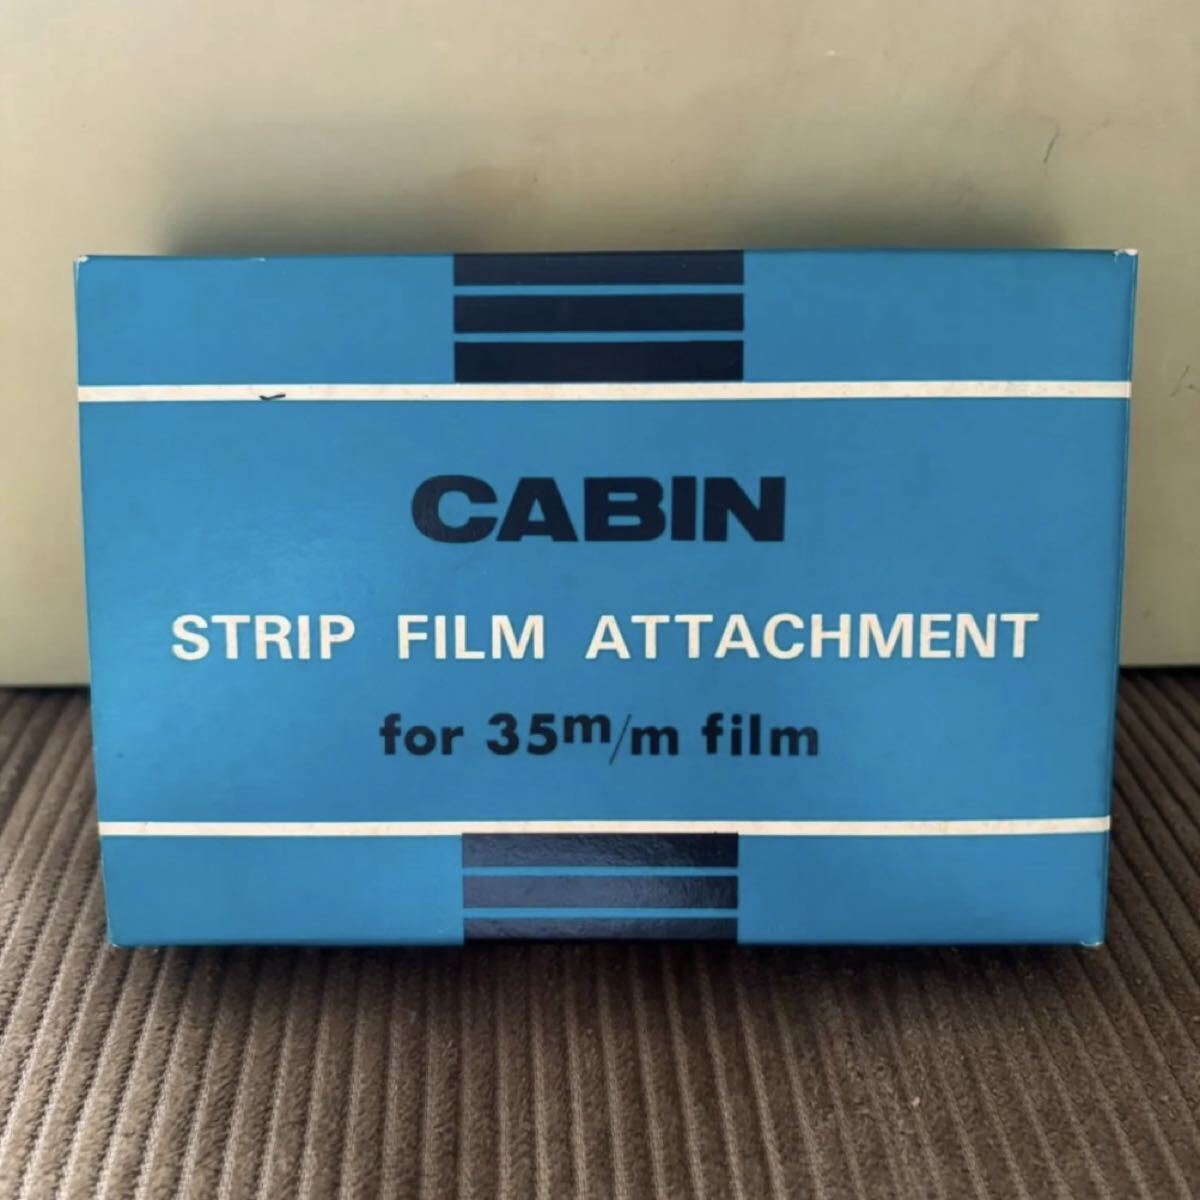 CABIN
STRIP FILM ATTACHMENT
for 35m/m film